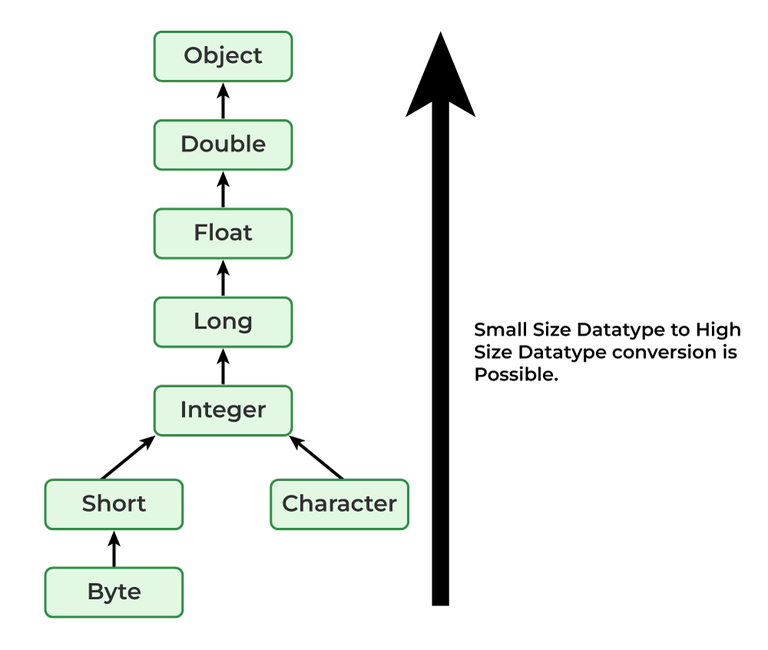 Object
Double
Float
Long
Small Size Datatype to High
Size Datatype conversion is
Possible.
Integer
Short
Character
Byte